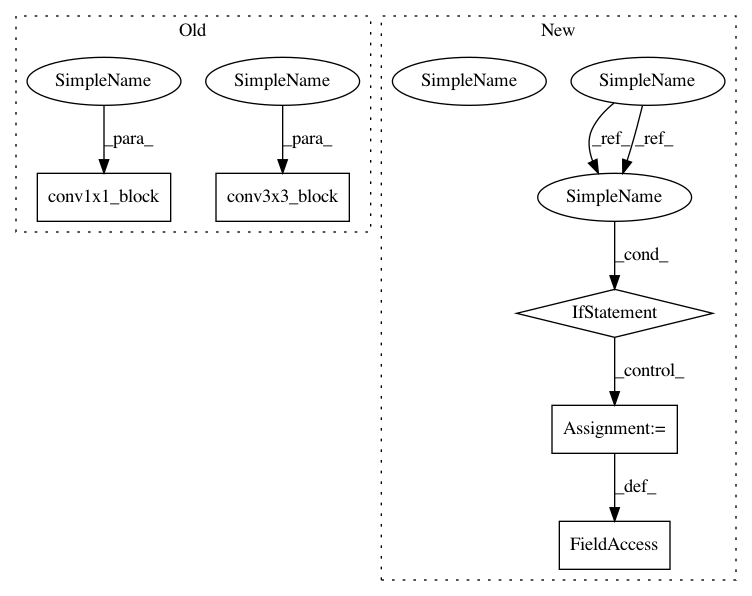 Old
New
SimpleName
SimpleName
SimpleName
SimpleName
_para_
_para_
_ref_
_ref_
conv1x1_block
conv3x3_block
SimpleName
_cond_
IfStatement
_control_
Assignment:=
_def_
FieldAccess